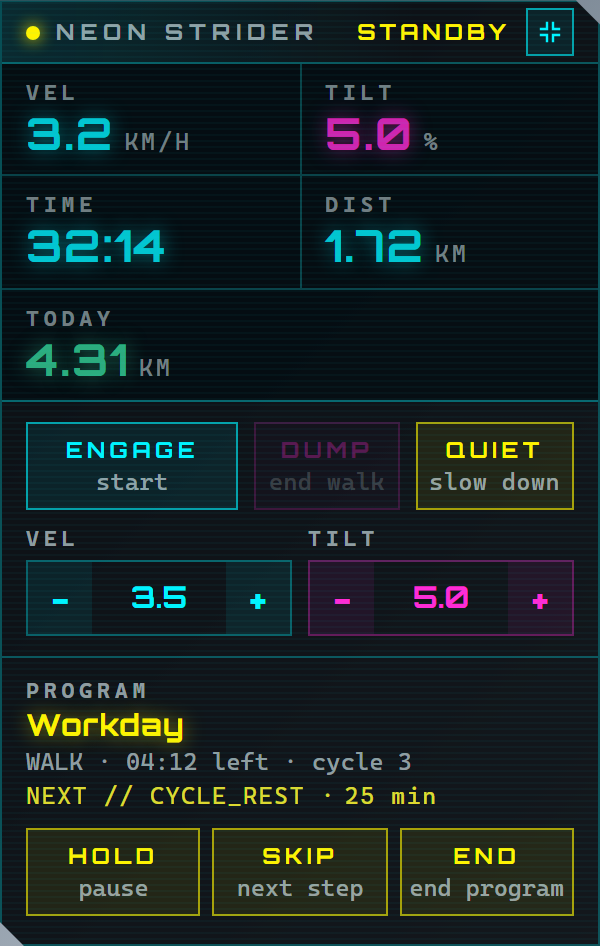 NEON STRIDER STANDBY
VEL TILT
3.2 KM/H 5.0 %
TIME DIST
32:14 1.72 KM
TODAY
4.31 KM
ENGAGE DUMP QUIET
start end walk slow down
VEL TILT
- 3.5 + - 5.0 +
PROGRAM
Workday
WALK · 04:12 left · cycle 3
NEXT // CYCLE_REST · 25 min
HOLD SKIP END
pause next step end program